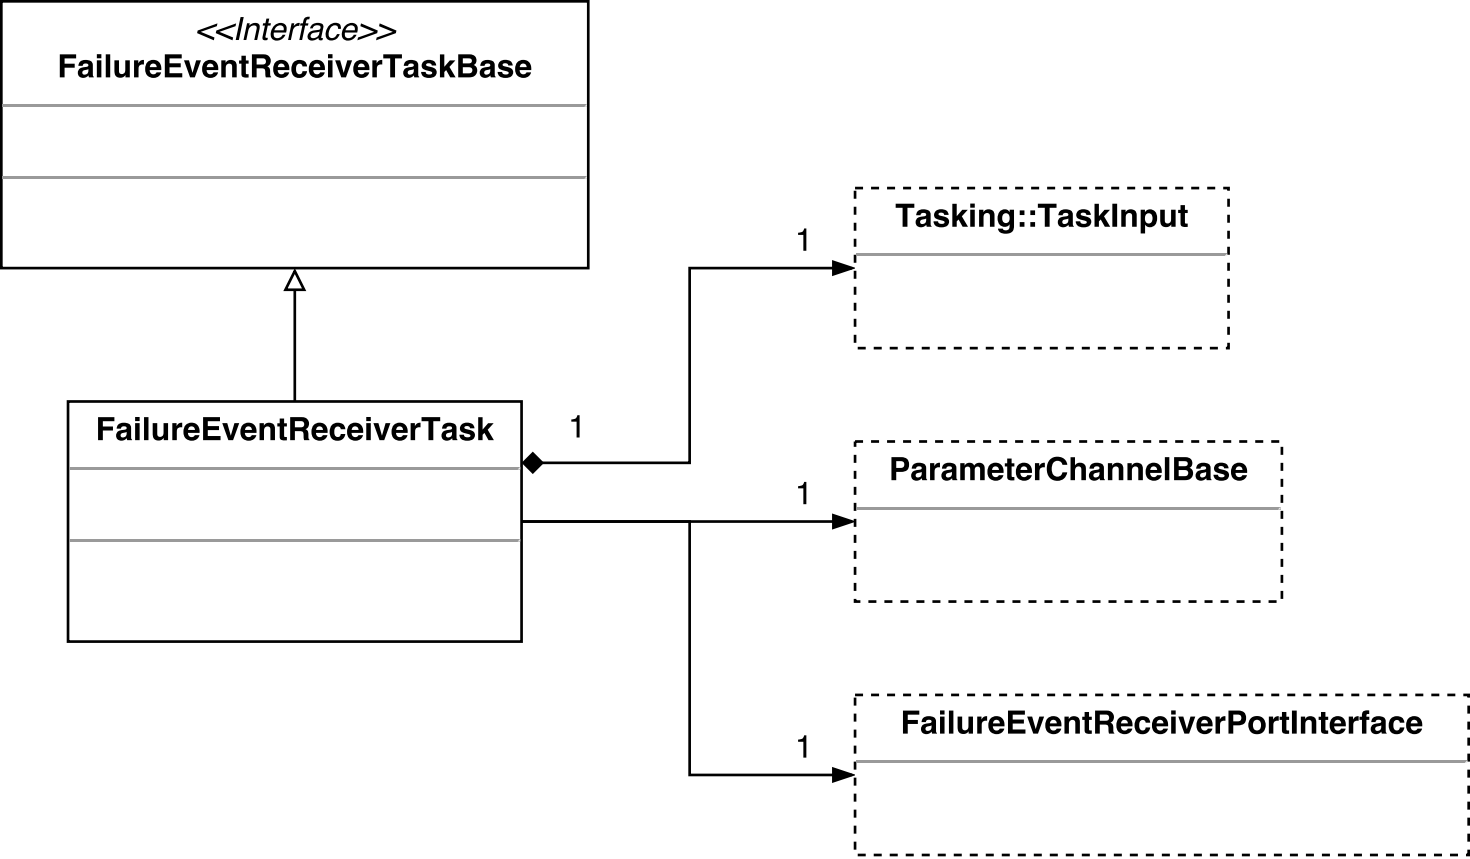 <<Interface>>
FailureEventReceiverTaskBase
Tasking::TaskInput
1
FailureEventReceiverTask
1
ParameterChannelBase
1
FailureEventReceiverPortInterface
1